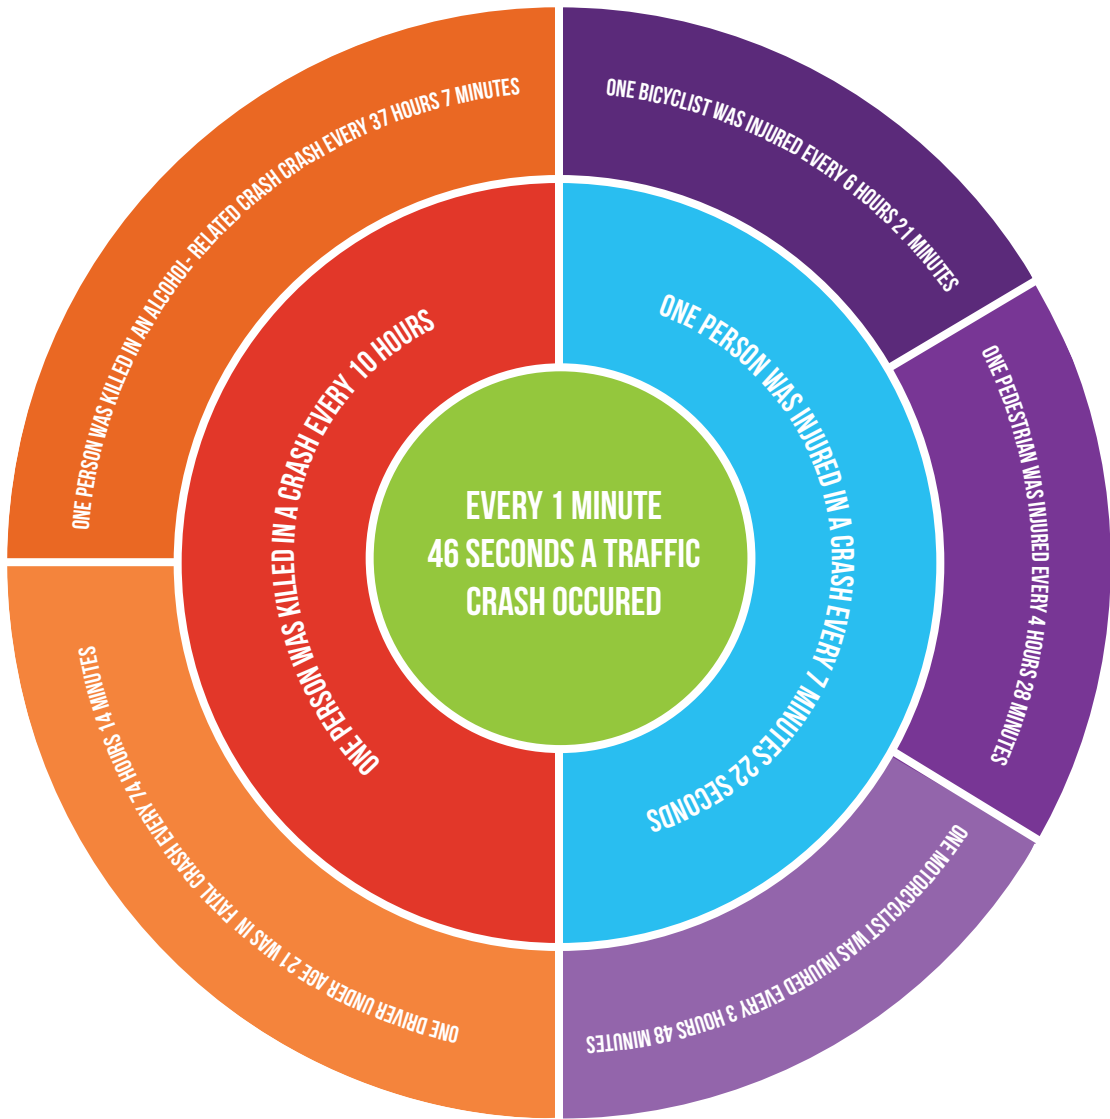 EVERY 1 MINUTE
46 SECONDS A TRAFFIC
CRASH OCCURED
ONE PERSON WAS KILLED IN A CRASH EVERY 10 HOURS
ONE PERSON WAS INJURED IN A CRASH EVERY 7 MINUTES 22 SECONDS
ONE PERSON WAS KILLED IN AN ALCOHOL- RELATED CRASH CRASH EVERY 37 HOURS 7 MINUTES
ONE BICYCLIST WAS INJURED EVERY 6 HOURS 21 MINUTES
ONE PEDESTRIAN WAS INJURED EVERY 4 HOURS 28 MINUTES
ONE MOTORCYCLIST WAS INJURED EVERY 3 HOURS 48 MINUTES
ONE DRIVER UNDER AGE 21 WAS IN FATAL CRASH EVERY 74 HOURS 14 MINUTES